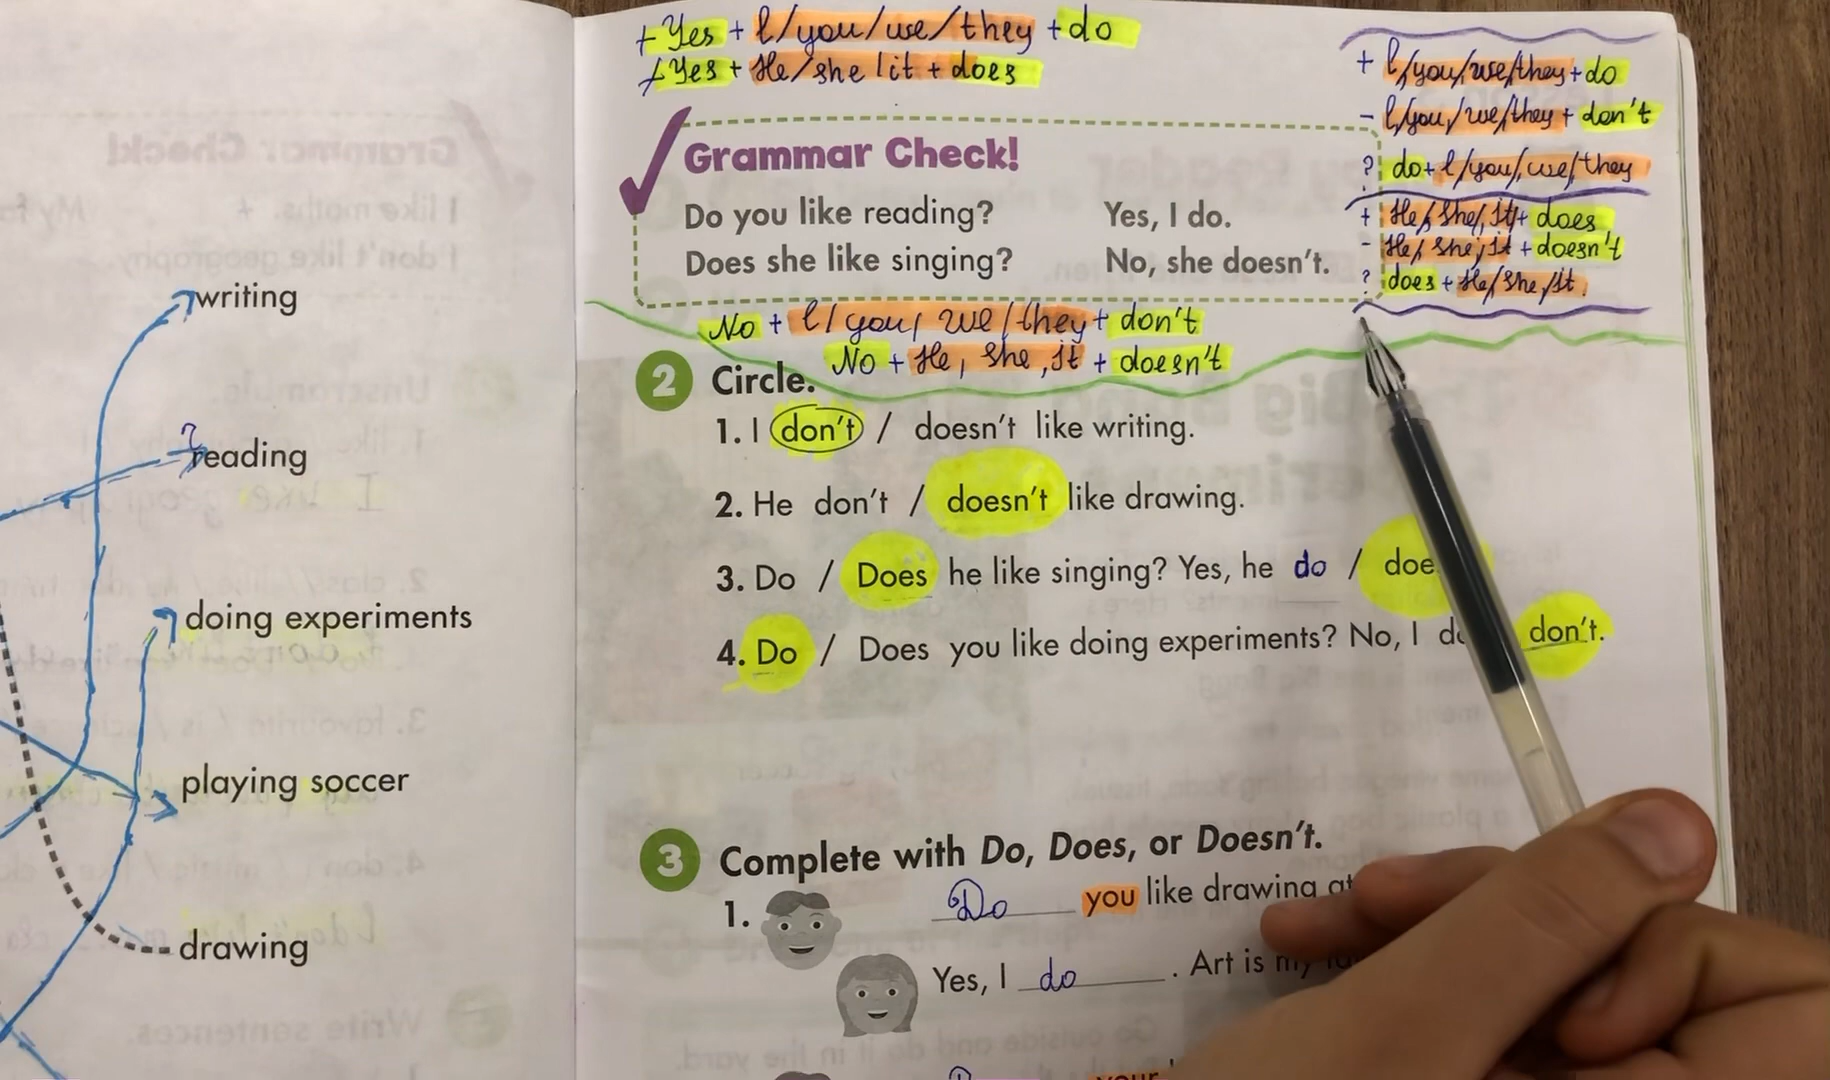 + Yes + I/you/we/they + do
+ Yes + He/she/it + does
+ I/you/we/they + do
- I/you/we/they + don't
? do + I/you/we/they
+ He/She/It + does
- He/She/It + doesn't
? does + He/She/It.
Grammar Check!
Do you like reading? Yes, I do.
Does she like singing? No, she doesn't.
No + I/you/we/they + don't
No + He, She, It + doesn't
2 Circle.
1. I don't / doesn't like writing.
2. He don't / doesn't like drawing.
3. Do / Does he like singing? Yes, he do / doe
4. Do / Does you like doing experiments? No, I don't.
3 Complete with Do, Does, or Doesn't.
1. Do you like drawing
Yes, I do. Art is
writing
reading
doing experiments
playing soccer
drawing